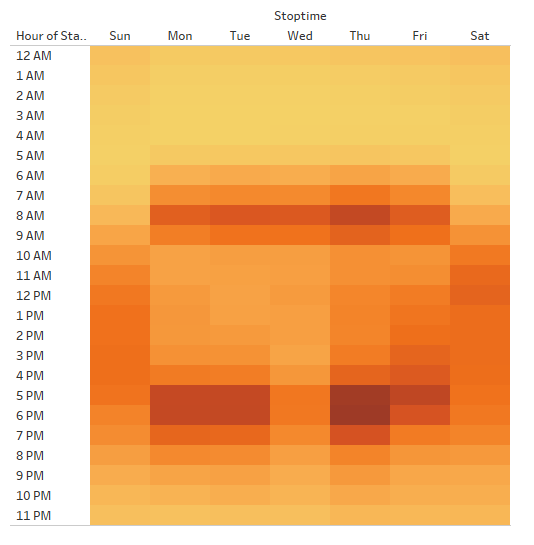 Stoptime
Hour of Sta.. Sun Mon Tue Wed Thu Fri Sat
12 AM
1 AM
2 AM
3 AM
4 AM
5 AM
6 AM
7 AM
8 AM
9 AM
10 AM
11 AM
12 PM
1 PM
2 PM
3 PM
4 PM
5 PM
6 PM
7 PM
8 PM
9 PM
10 PM
11 PM